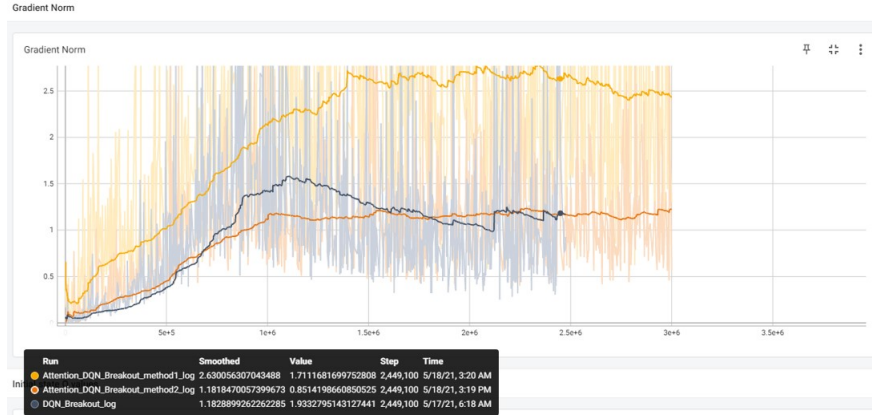 Gradient Norm
Gradient Norm
2.5
2
1.5
1
0.5
5e+5 1e+6 1.5e+6 2e+6 2.5e+6 3e+6 3.5e+6
Run Smoothed Value Step Time
Attention_DQN_Breakout_method1_log 2.630056307043488 1.7111681699752808 2,449,100 5/18/21, 3:20 AM
Attention_DQN_Breakout_method2_log 1.1818470057399673 0.8514198660850525 2,449,100 5/18/21, 3:19 PM
DQN_Breakout_log 1.1828899262262285 1.9332795143127441 2,449,100 5/17/21, 6:18 AM